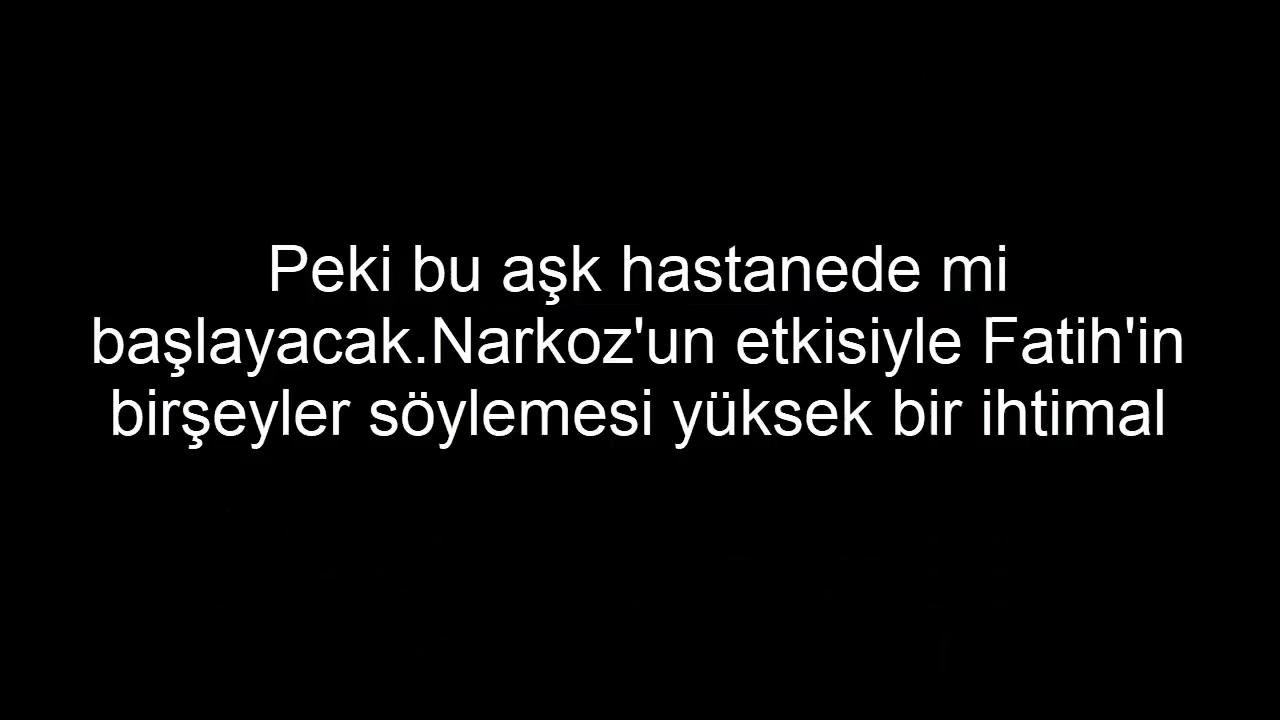 Peki bu aşk hastanede mi
başlayacak.Narkoz'un etkisiyle Fatih'in
birşeyler söylemesi yüksek bir ihtimal